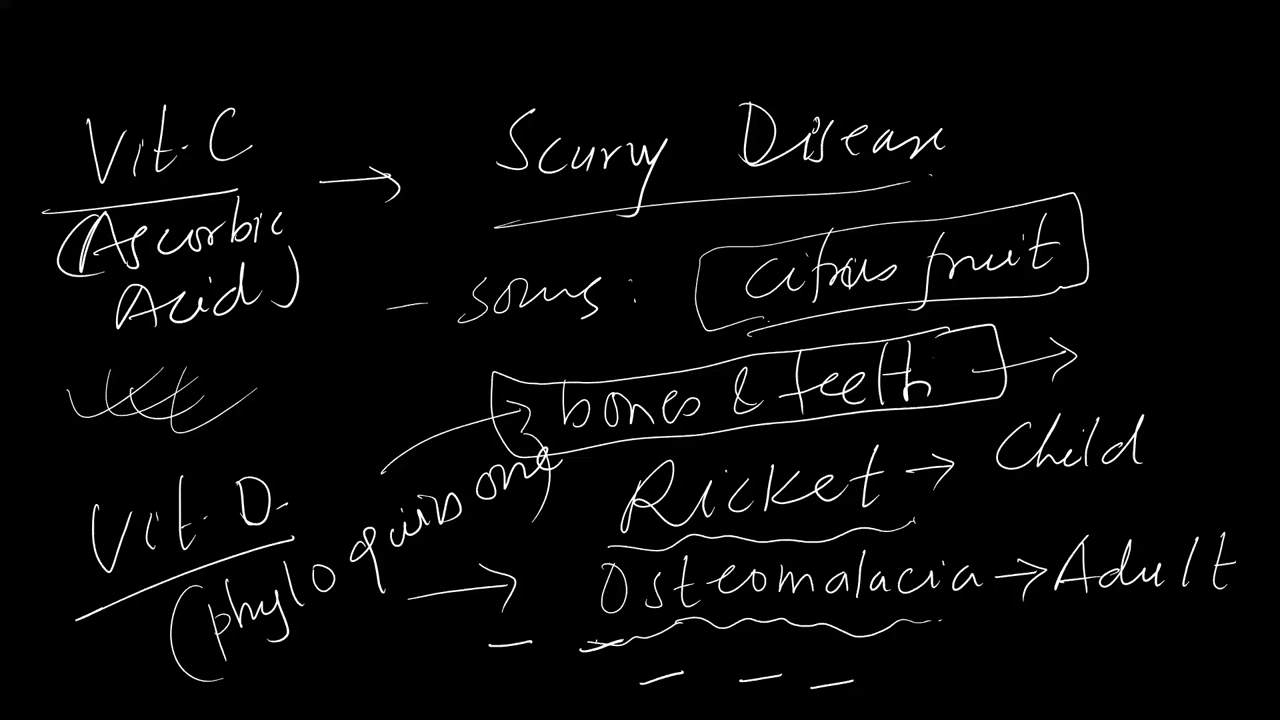 Vit. C → Scurvy Disease
(Ascorbic
Acid)
- sours: citrus fruit
bones & teeth →
Ricket → Child
Vit. D.
(phylloquinone)
→ Osteomalacia → Adult